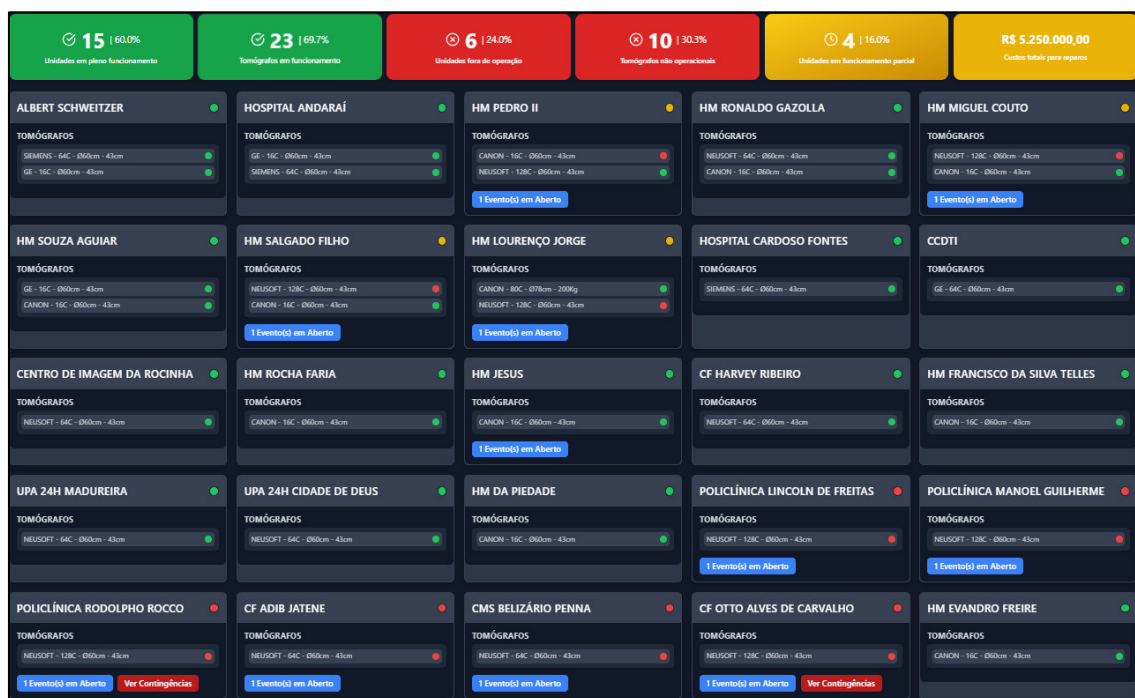 15 | 60.0%
Unidades em pleno funcionamento
23 | 69.7%
Tomógrafos em funcionamento
6 | 24.0%
Unidades fora de operação
10 | 30.3%
Tomógrafos não operacionais
4 | 16.0%
Unidades em funcionamento parcial
R$ 5.250.000,00
Custos totais para reparos
ALBERT SCHWEITZER
TOMÓGRAFOS
SIEMENS - 64C - Ø60cm - 43cm
GE - 16C - Ø60cm - 43cm
HOSPITAL ANDARAÍ
TOMÓGRAFOS
GE - 16C - Ø60cm - 43cm
SIEMENS - 64C - Ø60cm - 43cm
HM PEDRO II
TOMÓGRAFOS
CANON - 16C - Ø60cm - 43cm
NEUSOFT - 128C - Ø60cm - 43cm
1 Evento(s) em Aberto
HM RONALDO GAZOLLA
TOMÓGRAFOS
NEUSOFT - 64C - Ø60cm - 43cm
CANON - 16C - Ø60cm - 43cm
HM MIGUEL COUTO
TOMÓGRAFOS
NEUSOFT - 128C - Ø60cm - 43cm
CANON - 16C - Ø60cm - 43cm
1 Evento(s) em Aberto
HM SOUZA AGUIAR
TOMÓGRAFOS
GE - 16C - Ø60cm - 43cm
CANON - 16C - Ø60cm - 43cm
HM SALGADO FILHO
TOMÓGRAFOS
NEUSOFT - 128C - Ø60cm - 43cm
CANON - 16C - Ø60cm - 43cm
1 Evento(s) em Aberto
HM LOURENÇO JORGE
TOMÓGRAFOS
CANON - 80C - Ø78cm - 200Kg
NEUSOFT - 128C - Ø60cm - 43cm
1 Evento(s) em Aberto
HOSPITAL CARDOSO FONTES
TOMÓGRAFOS
SIEMENS - 64C - Ø60cm - 43cm
CCDTI
TOMÓGRAFOS
GE - 64C - Ø60cm - 43cm
CENTRO DE IMAGEM DA ROCINHA
TOMÓGRAFOS
NEUSOFT - 64C - Ø60cm - 43cm
HM ROCHA FARIA
TOMÓGRAFOS
CANON - 16C - Ø60cm - 43cm
HM JESUS
TOMÓGRAFOS
CANON - 16C - Ø60cm - 43cm
1 Evento(s) em Aberto
CF HARVEY RIBEIRO
TOMÓGRAFOS
NEUSOFT - 64C - Ø60cm - 43cm
HM FRANCISCO DA SILVA TELLES
TOMÓGRAFOS
CANON - 16C - Ø60cm - 43cm
UPA 24H MADUREIRA
TOMÓGRAFOS
NEUSOFT - 64C - Ø60cm - 43cm
UPA 24H CIDADE DE DEUS
TOMÓGRAFOS
NEUSOFT - 64C - Ø60cm - 43cm
HM DA PIEDADE
TOMÓGRAFOS
CANON - 16C - Ø60cm - 43cm
POLICLÍNICA LINCOLN DE FREITAS
TOMÓGRAFOS
NEUSOFT - 128C - Ø60cm - 43cm
1 Evento(s) em Aberto
POLICLÍNICA MANOEL GUILHERME
TOMÓGRAFOS
NEUSOFT - 128C - Ø60cm - 43cm
1 Evento(s) em Aberto
POLICLÍNICA RODOLPHO ROCCO
TOMÓGRAFOS
NEUSOFT - 128C - Ø60cm - 43cm
1 Evento(s) em Aberto Ver Contingências
CF ADIB JATENE
TOMÓGRAFOS
NEUSOFT - 64C - Ø60cm - 43cm
1 Evento(s) em Aberto
CMS BELIZÁRIO PENNA
TOMÓGRAFOS
NEUSOFT - 64C - Ø60cm - 43cm
1 Evento(s) em Aberto
CF OTTO ALVES DE CARVALHO
TOMÓGRAFOS
NEUSOFT - 128C - Ø60cm - 43cm
1 Evento(s) em Aberto Ver Contingências
HM EVANDRO FREIRE
TOMÓGRAFOS
CANON - 16C - Ø60cm - 43cm